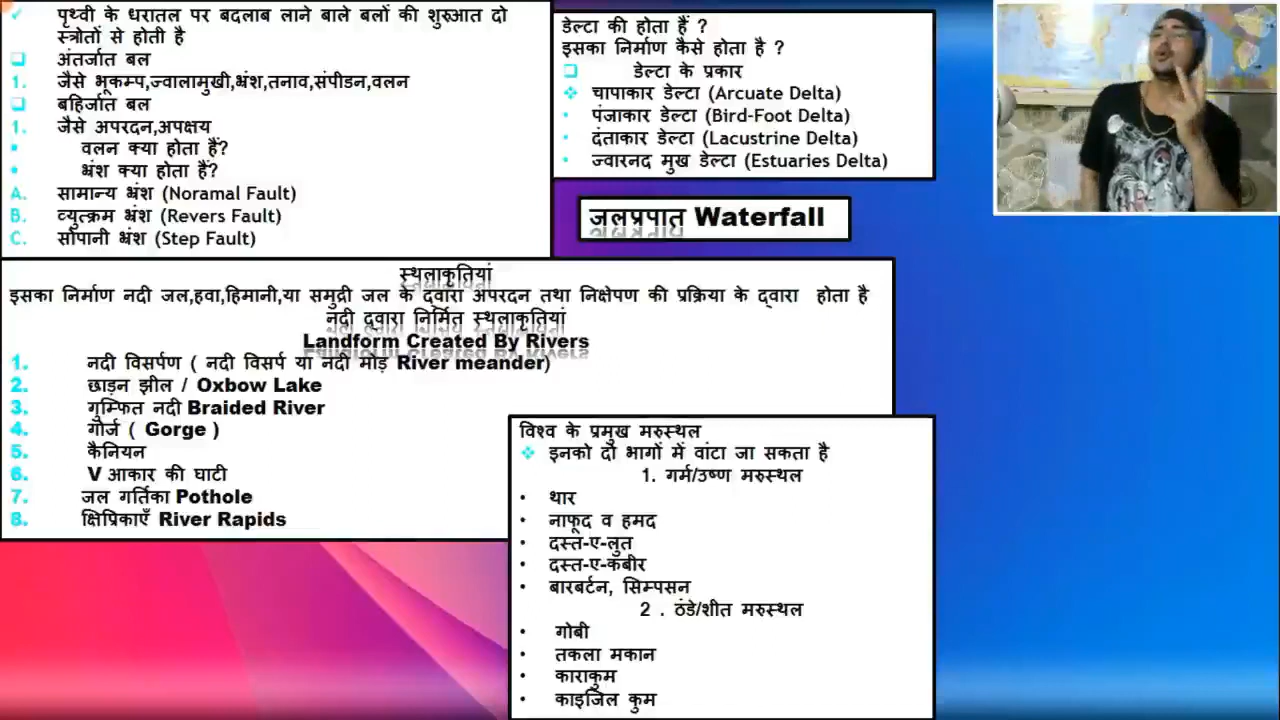 पृथ्वी के धरातल पर बदलाब लाने बाले बलों की शुरुआत दो
स्त्रोतों से होती है
अंतर्जात बल
1. जैसे भूकम्प,ज्वालामुखी,भ्रंश,तनाव,संपीडन,वलन
बहिर्जात बल
1. जैसे अपरदन,अपक्षय
वलन क्या होता हैं?
भ्रंश क्या होता हैं?
A. सामान्य भ्रंश (Noramal Fault)
B. व्युत्क्रम भ्रंश (Revers Fault)
C. सोपानी भ्रंश (Step Fault)
डेल्टा की होता हैं ?
इसका निर्माण कैसे होता है ?
डेल्टा के प्रकार
चापाकार डेल्टा (Arcuate Delta)
पंजाकार डेल्टा (Bird-Foot Delta)
दंताकार डेल्टा (Lacustrine Delta)
ज्वारनद मुख डेल्टा (Estuaries Delta)
जलप्रपात Waterfall
स्थलाकृतियां
इसका निर्माण नदी जल,हवा,हिमानी,या समुद्री जल के द्वारा अपरदन तथा निक्षेपण की प्रक्रिया के द्वारा होता है
नदी द्वारा निर्मित स्थलाकृतियां
Landform Created By Rivers
1. नदी विसर्पण ( नदी विसर्प या नदी मोड़ River meander)
2. छाड़न झील / Oxbow Lake
3. गुम्फित नदी Braided River
4. गोर्ज ( Gorge )
5. कैनियन
6. V आकार की घाटी
7. जल गर्तिका Pothole
8. क्षिप्रिकाएँ River Rapids
विश्व के प्रमुख मरुस्थल
इनको दो भागों में वांटा जा सकता है
1. गर्म/उष्ण मरुस्थल
थार
नाफूद व हमद
दस्त-ए-लुत
दस्त-ए-कबीर
बारबर्टन, सिम्पसन
2 . ठंडे/शीत मरुस्थल
गोबी
तकला मकान
काराकुम
काइजिल कुम